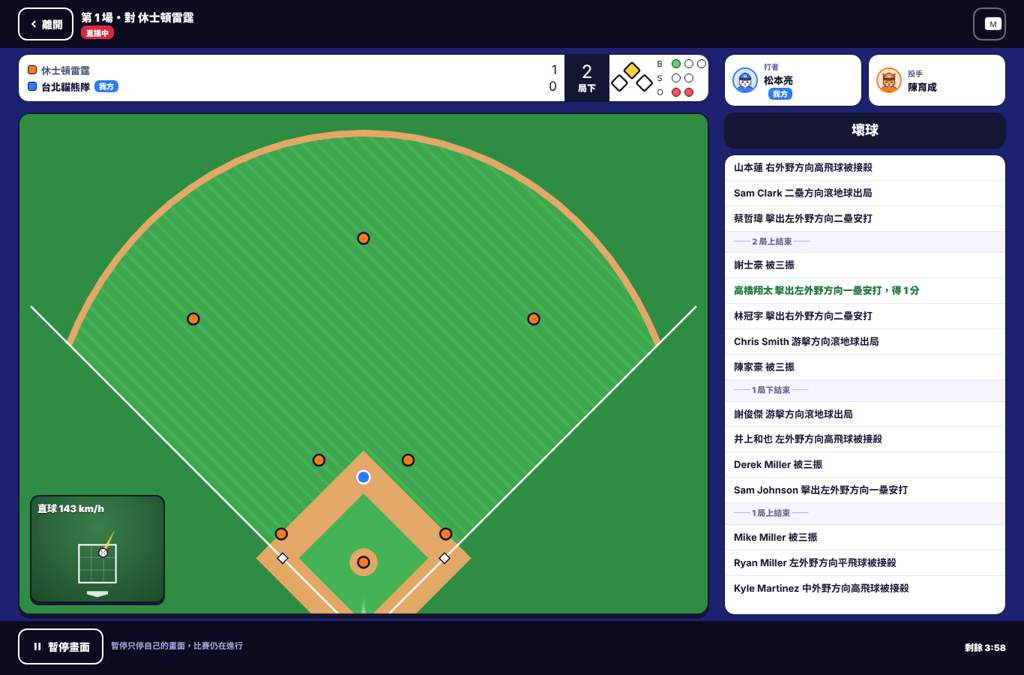 離開
第 1 場・對 休士頓雷霆
直播中
M
休士頓雷霆 1
台北貓熊隊 我方 0
2
局下
B
S
O
打者
松本亮
我方
投手
陳育成
壞球
山本蓮 右外野方向高飛球被接殺
Sam Clark 二壘方向滾地球出局
蔡哲瑋 擊出左外野方向二壘安打
2 局上結束
謝士豪 被三振
高橋翔太 擊出左外野方向一壘安打，得 1 分
林冠宇 擊出右外野方向二壘安打
Chris Smith 游擊方向滾地球出局
陳家豪 被三振
1 局下結束
謝俊傑 游擊方向滾地球出局
井上和也 左外野方向高飛球被接殺
Derek Miller 被三振
Sam Johnson 擊出左外野方向一壘安打
1 局上結束
Mike Miller 被三振
Ryan Miller 左外野方向平飛球被接殺
Kyle Martinez 中外野方向高飛球被接殺
直球 143 km/h
暫停畫面
暫停只停自己的畫面，比賽仍在進行
剩餘 3:58